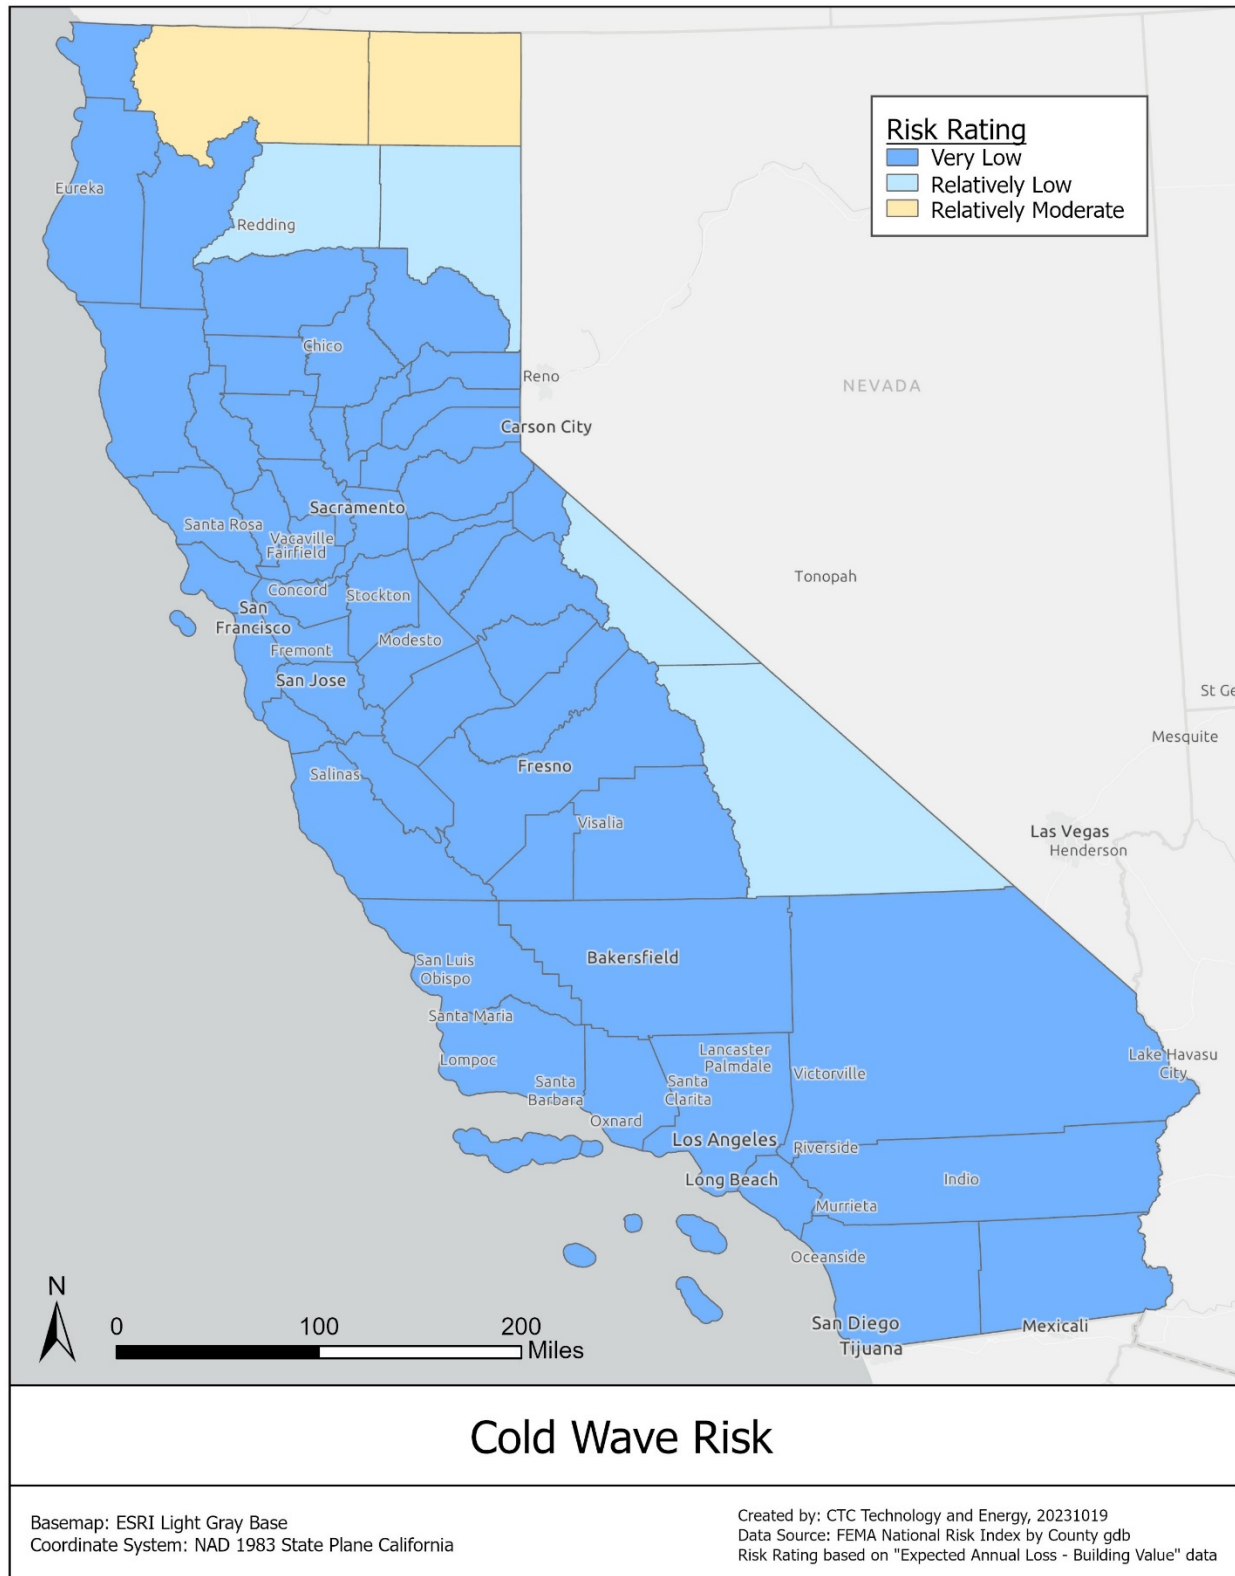 Risk Rating
Very Low
Relatively Low
Relatively Moderate
Eureka
Redding
Chico
Reno
NEVADA
Carson City
Sacramento
Santa Rosa
Vacaville
Fairfield
Tonopah
Concord
Stockton
San
Francisco
Modesto
Fremont
San Jose
St Ge
Mesquite
Fresno
Salinas
Visalia
Las Vegas
Henderson
Bakersfield
San Luis
Obispo
Santa Maria
Lompoc
Lancaster
Palmdale
Victorville
Lake Havasu
City
Santa
Barbara
Santa
Clarita
Oxnard
Los Angeles
Riverside
Long Beach
Indio
Murrieta
Oceanside
San Diego
Mexicali
Tijuana
N
0 100 200
Miles
Cold Wave Risk
Basemap: ESRI Light Gray Base
Coordinate System: NAD 1983 State Plane California
Created by: CTC Technology and Energy, 20231019
Data Source: FEMA National Risk Index by County gdb
Risk Rating based on "Expected Annual Loss - Building Value" data